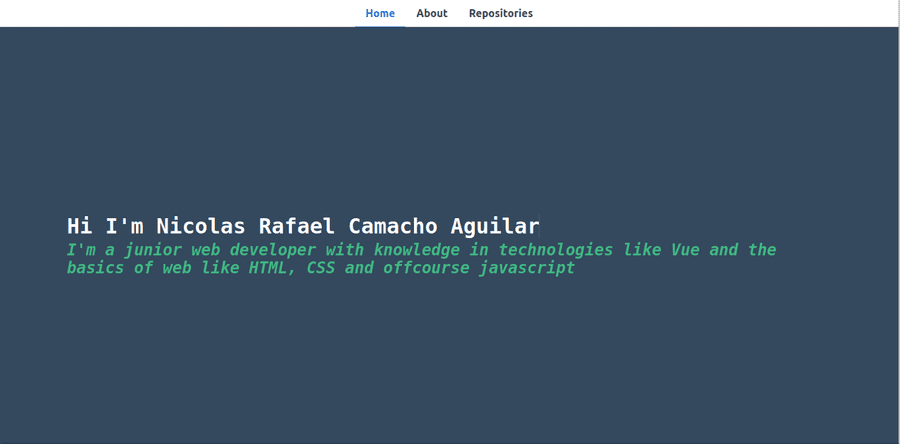 Home About Repositories
Hi I'm Nicolas Rafael Camacho Aguilar
I'm a junior web developer with knowledge in technologies like Vue and the
basics of web like HTML, CSS and offcourse javascript